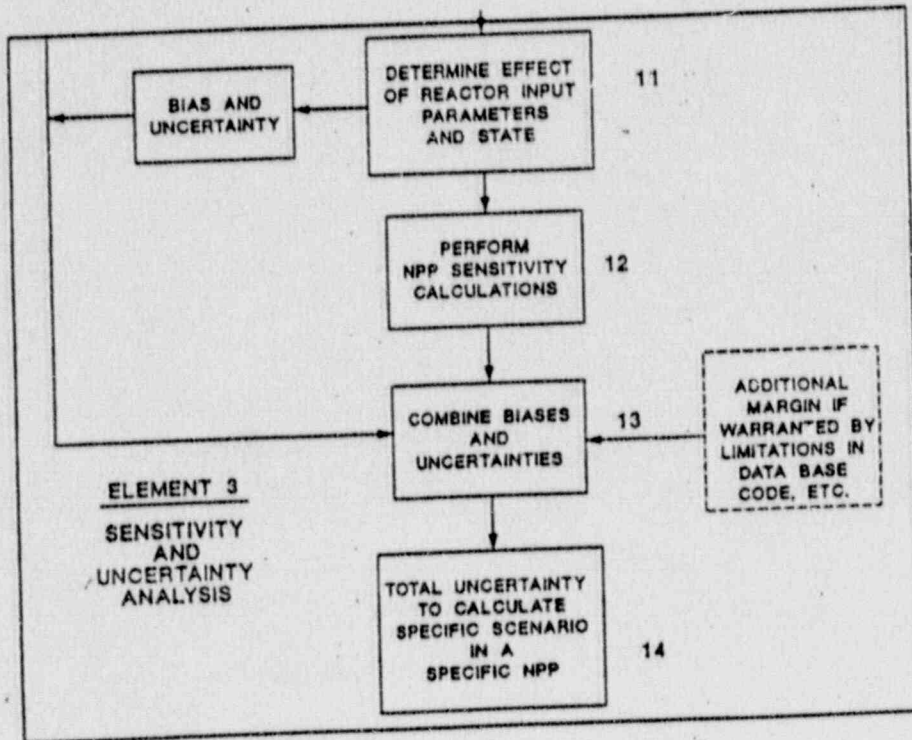 DETERMINE EFFECT
OF REACTOR INPUT
PARAMETERS
AND STATE
11
BIAS AND
UNCERTAINTY
PERFORM
NPP SENSITIVITY
CALCULATIONS
12
COMBINE BIASES
AND
UNCERTAINTIES
13
ADDITIONAL
MARGIN IF
WARRANTED BY
LIMITATIONS IN
DATA BASE
CODE, ETC.
ELEMENT 3
SENSITIVITY
AND
UNCERTAINTY
ANALYSIS
TOTAL UNCERTAINTY
TO CALCULATE
SPECIFIC SCENARIO
IN A
SPECIFIC NPP
14